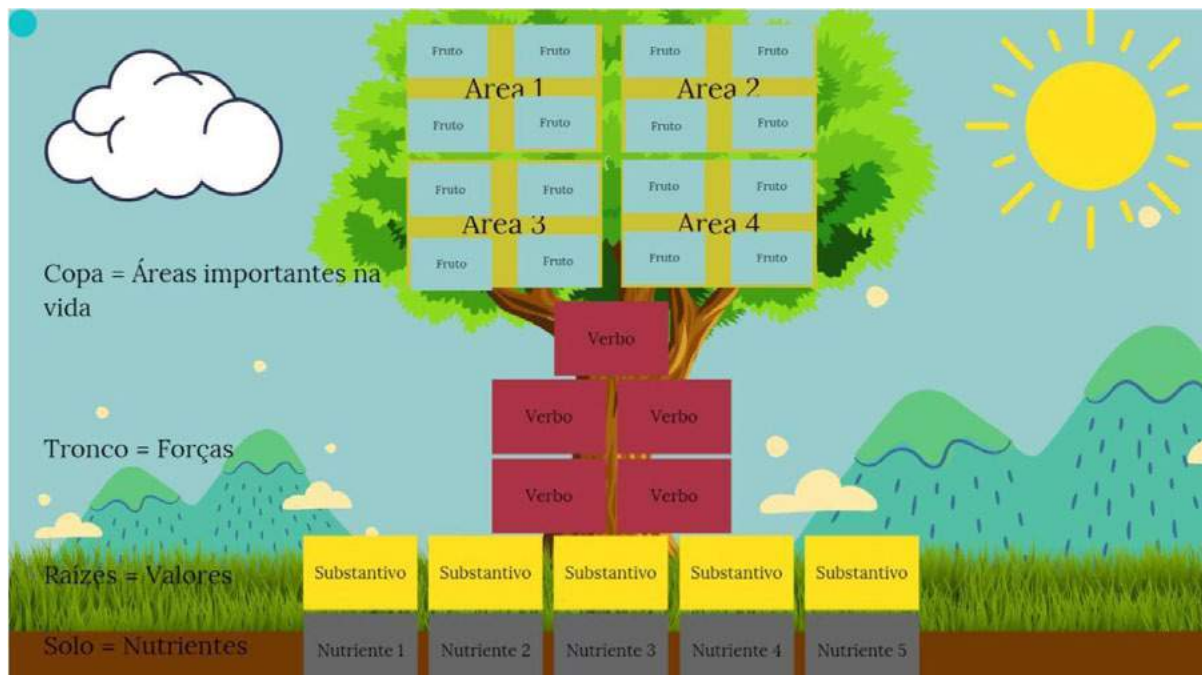 Fruto Fruto Fruto Fruto
Area 1 Area 2
Fruto Fruto Fruto Fruto
Fruto Fruto Fruto Fruto
Area 3 Area 4
Fruto Fruto Fruto Fruto
Copa = Áreas importantes na
vida
Verbo
Verbo Verbo
Tronco = Forças
Verbo Verbo
Raízes = Valores
Substantivo Substantivo Substantivo Substantivo Substantivo
Solo = Nutrientes
Nutriente 1 Nutriente 2 Nutriente 3 Nutriente 4 Nutriente 5